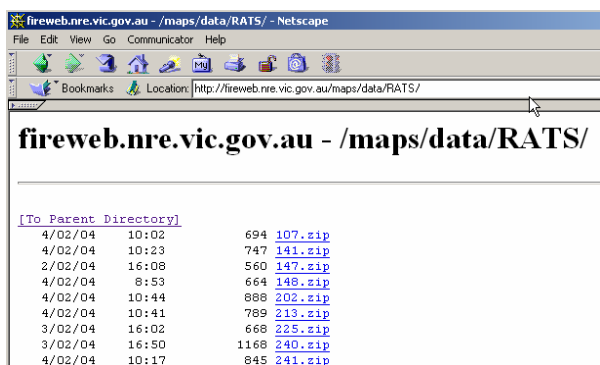 fireweb.nre.vic.gov.au - /maps/data/RATS/ - Netscape
File Edit View Go Communicator Help
My
Bookmarks Location: http://fireweb.nre.vic.gov.au/maps/data/RATS/
fireweb.nre.vic.gov.au - /maps/data/RATS/
[To Parent Directory]
4/02/04 10:02 694 107.zip
4/02/04 10:23 747 141.zip
2/02/04 16:08 560 147.zip
4/02/04 8:53 664 148.zip
4/02/04 10:44 888 202.zip
4/02/04 10:41 789 213.zip
3/02/04 16:02 668 225.zip
3/02/04 16:50 1168 240.zip
4/02/04 10:17 845 241.zip